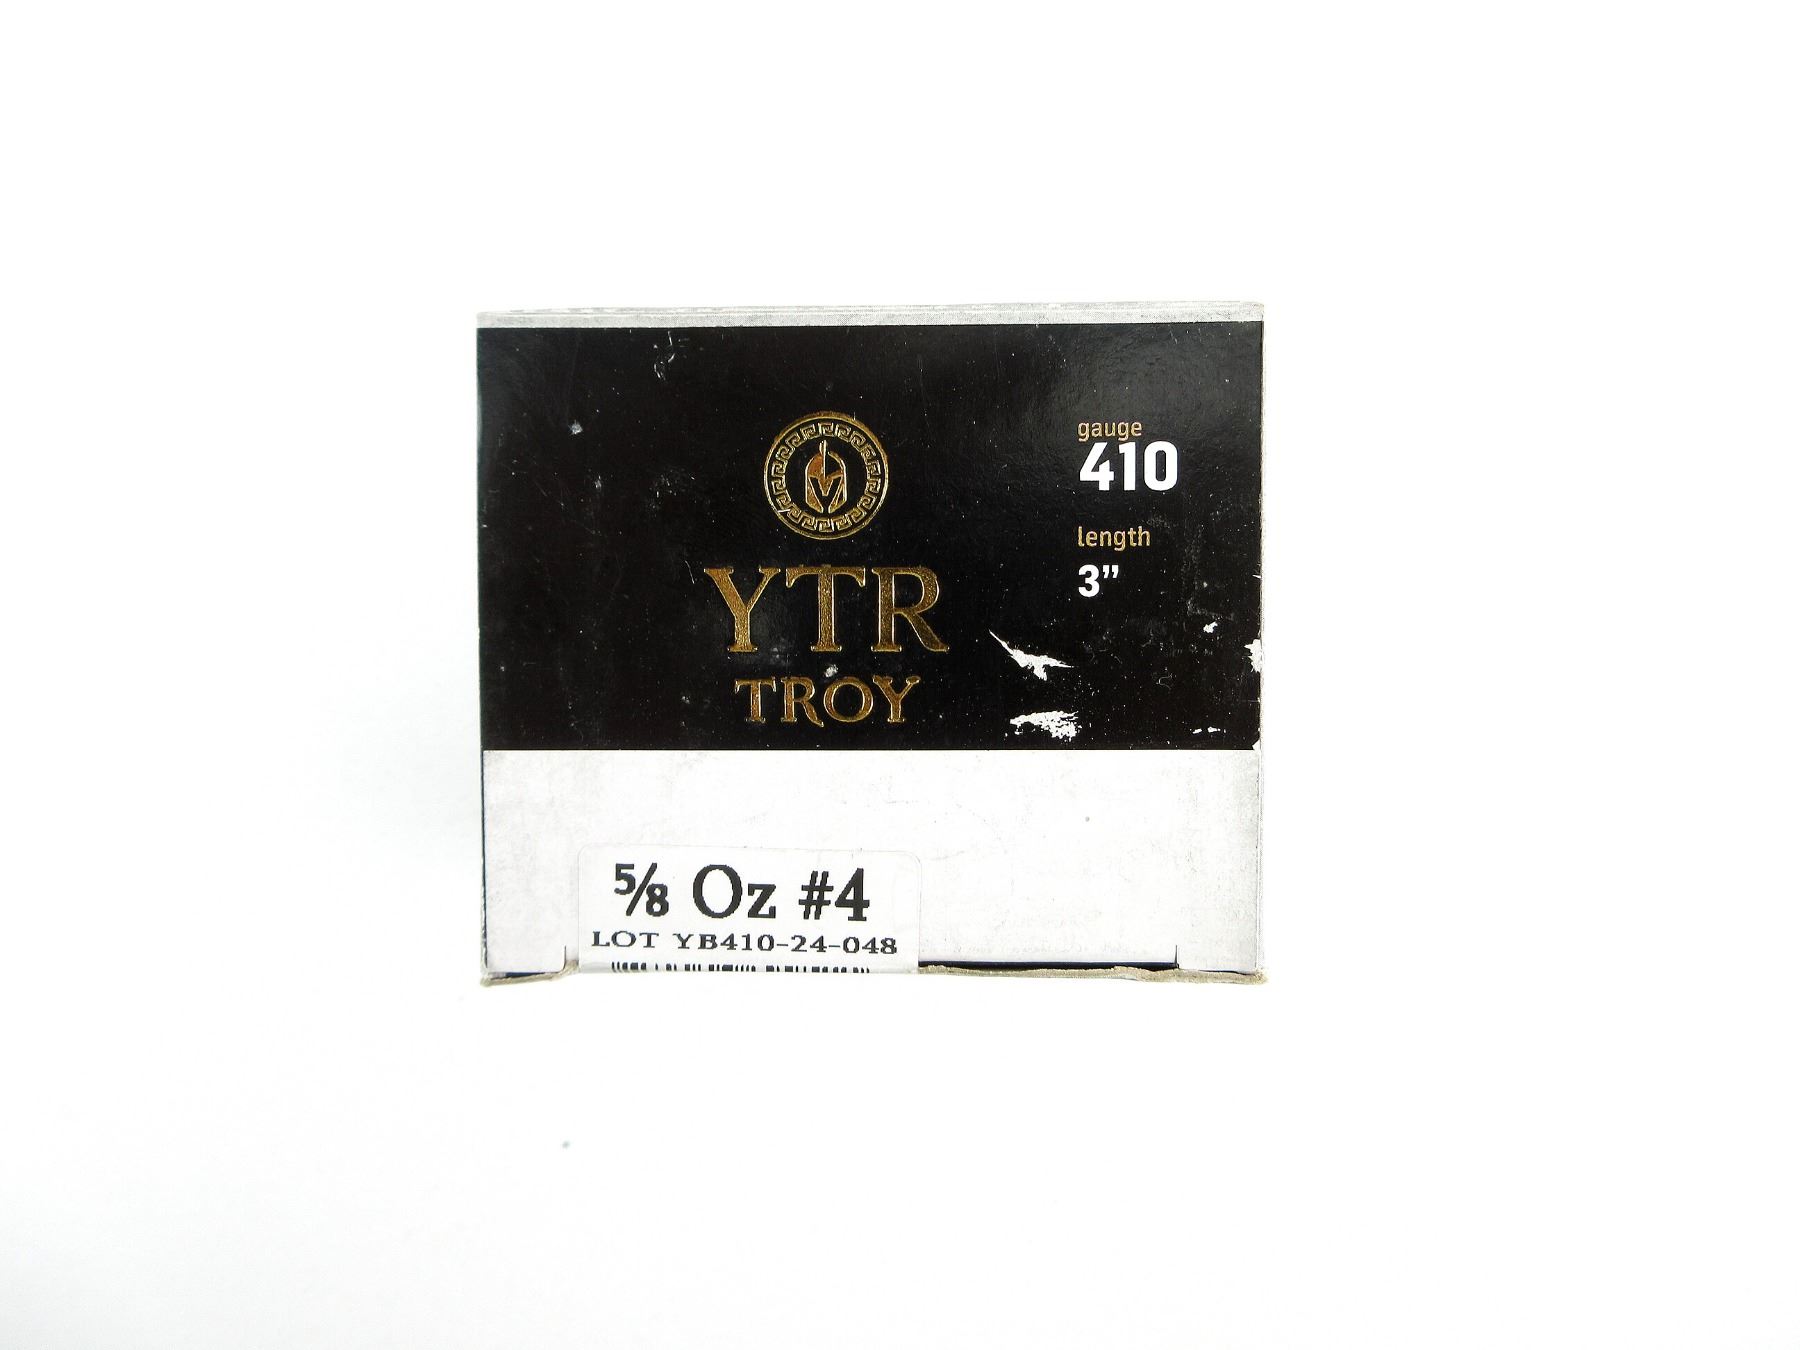 YTR
TROY
gauge
410
length
3”
⅝ Oz #4
LOT YB410-24-048